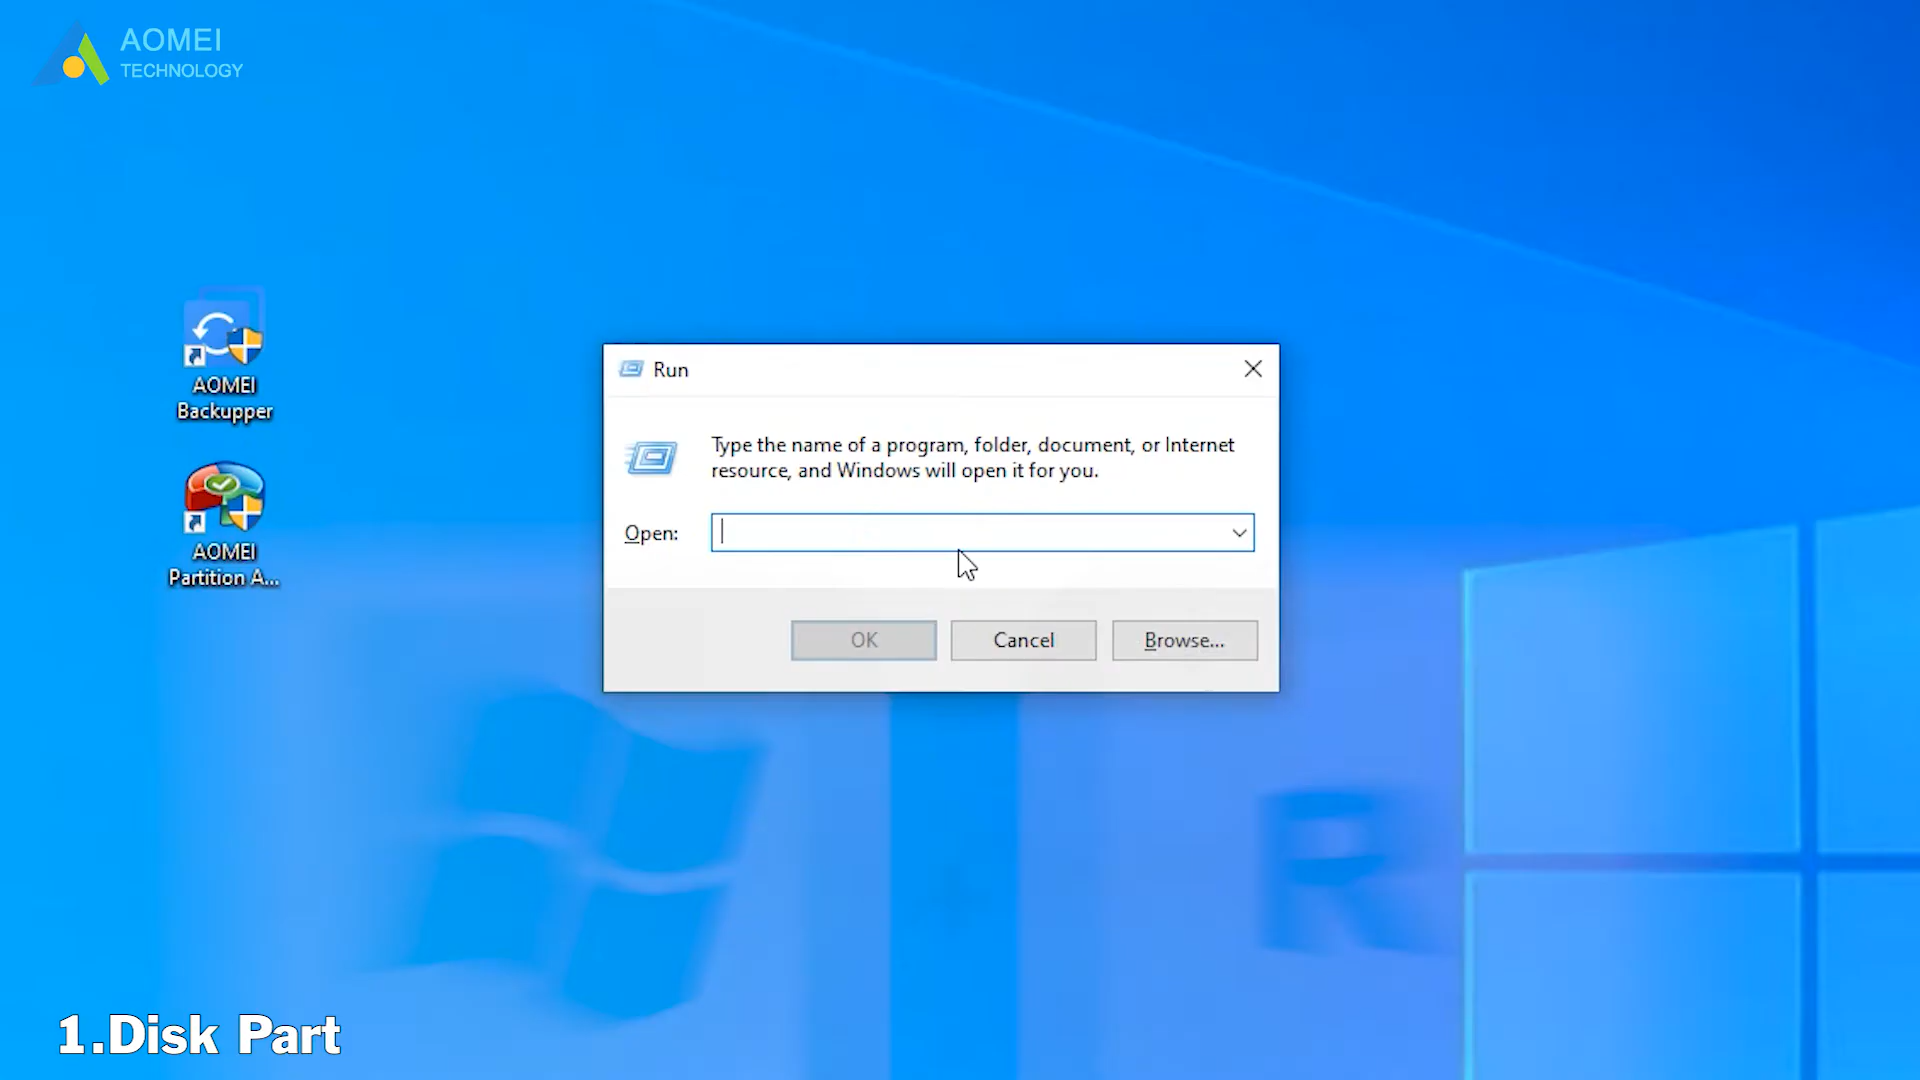 AOMEI
TECHNOLOGY
AOMEI
Backupper
AOMEI
Partition A...
Run
Type the name of a program, folder, document, or Internet
resource, and Windows will open it for you.
Open:
OK
Cancel
Browse...
R
1.Disk Part